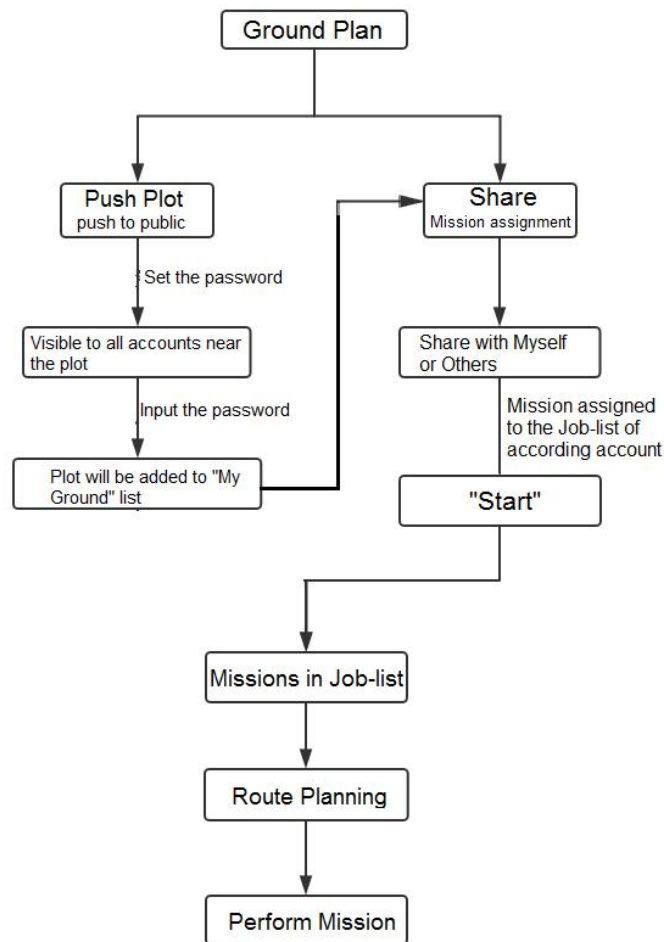 Ground Plan
Push Plot
push to public
Share
Mission assignment
Set the password
Visible to all accounts near
the plot
Share with Myself
or Others
Input the password
Mission assigned
to the Job-list of
according account
Plot will be added to "My
Ground" list
"Start"
Missions in Job-list
Route Planning
Perform Mission